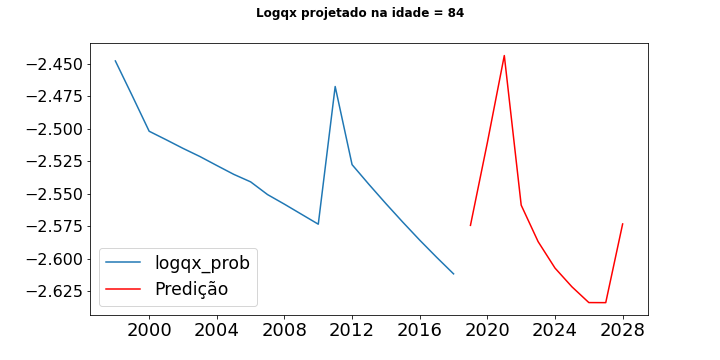 Logqx projetado na idade = 84
−2.450
−2.475
−2.500
−2.525
−2.550
−2.575
−2.600
−2.625
logqx_prob
Predição
2000 2004 2008 2012 2016 2020 2024 2028